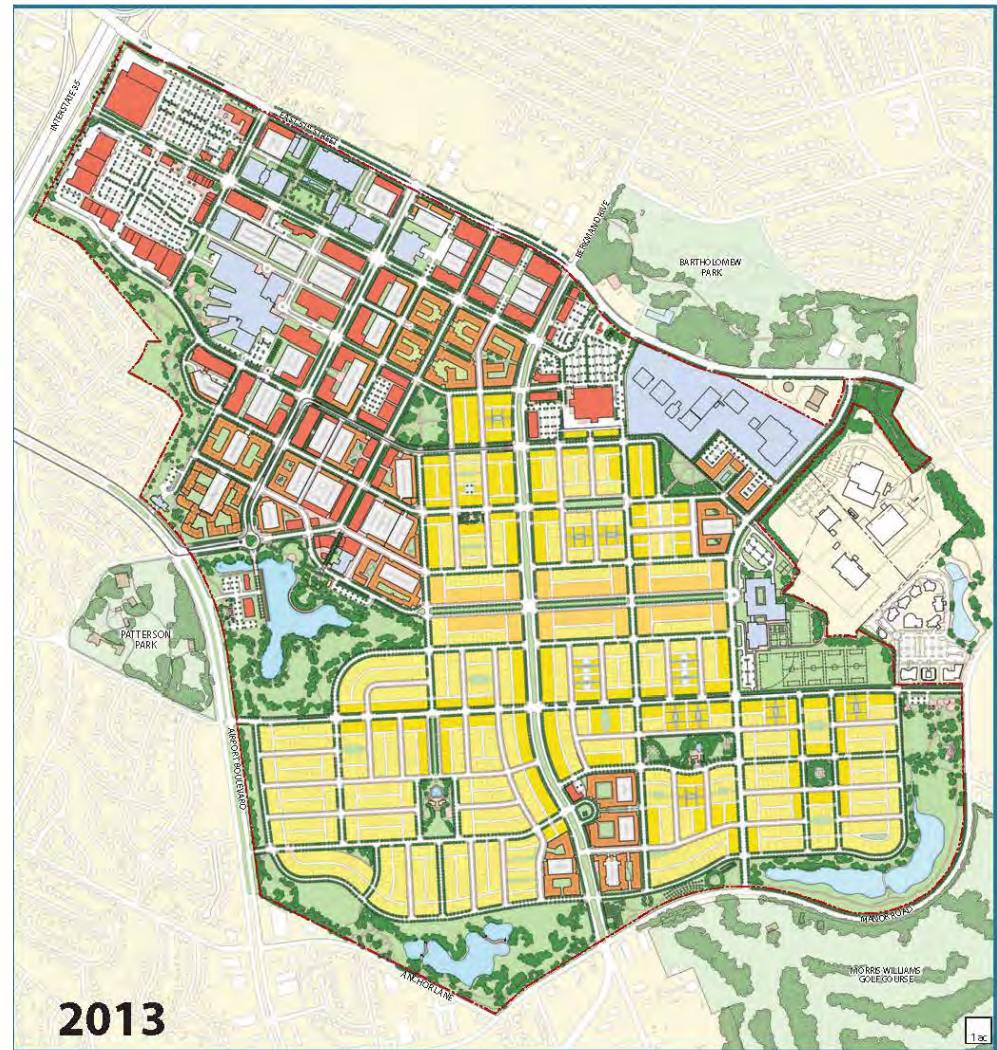 INTERSTATE 35
EAST 51ST STREET
BERKMAN DRIVE
BARTHOLOMEW
PARK
PATTERSON
PARK
AIRPORT BOULEVARD
MANOR ROAD
ANCHOR LANE
MORRIS WILLIAMS
GOLF COURSE
2013
1 ac